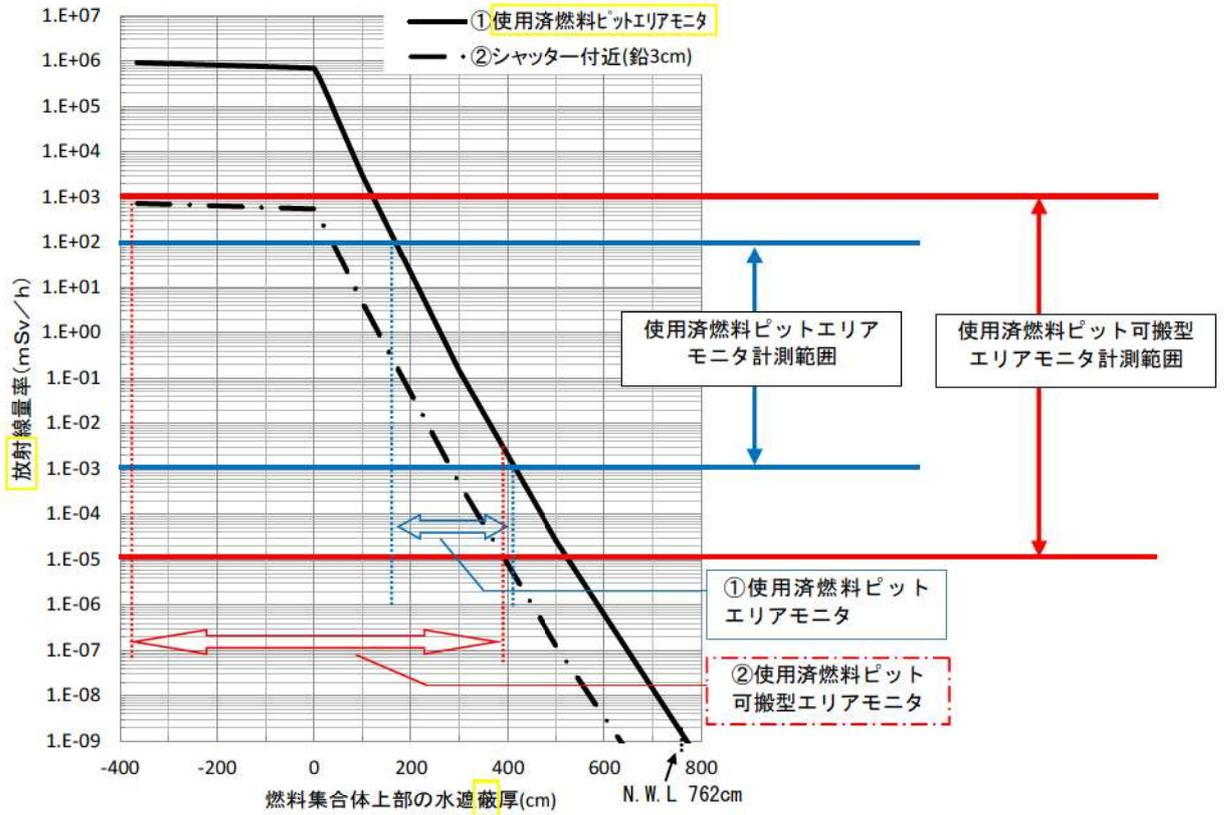 ①使用済燃料ピットエリアモニタ
②シャッター付近(鉛3cm)
1.E+07
1.E+06
1.E+05
1.E+04
1.E+03
1.E+02
1.E+01
1.E+00
1.E-01
1.E-02
1.E-03
1.E-04
1.E-05
1.E-06
1.E-07
1.E-08
1.E-09
放射線量率(mSv/h)
使用済燃料ピットエリア
モニタ計測範囲
使用済燃料ピット可搬型
エリアモニタ計測範囲
①使用済燃料ピット
エリアモニタ
②使用済燃料ピット
可搬型エリアモニタ
-400
-200
0
200
400
600
800
N.W.L 762cm
燃料集合体上部の水遮蔽厚(cm)